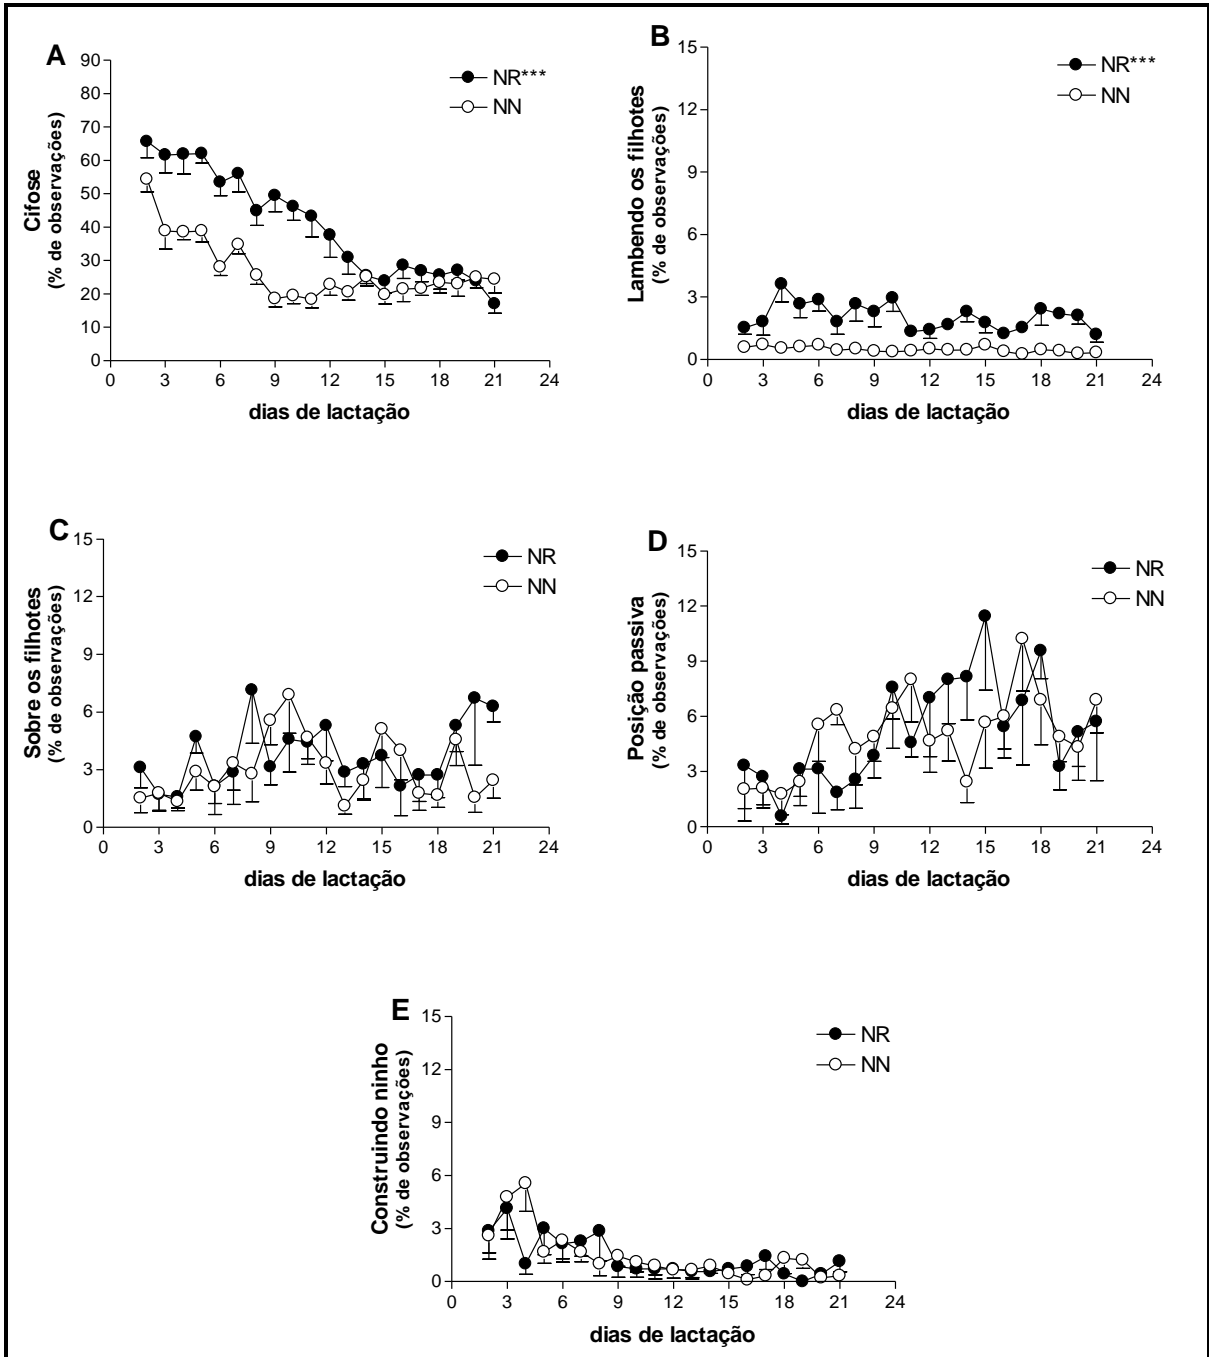 A
Cifose
(% de observações)
90
80
70
60
50
40
30
20
10
0
0 3 6 9 12 15 18 21 24
dias de lactação
NR***
NN
B
Lambendo os filhotes
(% de observações)
15
12
9
6
3
0
0 3 6 9 12 15 18 21 24
dias de lactação
NR***
NN
C
Sobre os filhotes
(% de observações)
15
12
9
6
3
0
0 3 6 9 12 15 18 21 24
dias de lactação
NR
NN
D
Posição passiva
(% de observações)
15
12
9
6
3
0
0 3 6 9 12 15 18 21 24
dias de lactação
NR
NN
E
Construindo ninho
(% de observações)
15
12
9
6
3
0
0 3 6 9 12 15 18 21 24
dias de lactação
NR
NN